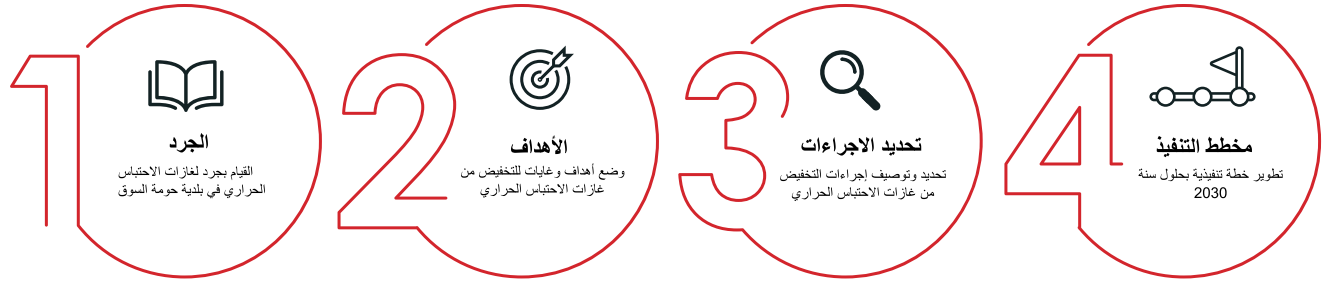 1
الجرد
القيام بجرد لغازات الاحتباس
الحراري في بلدية حومة السوق
2
الأهداف
وضع أهداف وغايات للتخفيض من
غازات الاحتباس الحراري
3
تحديد الاجراءات
تحديد وتوصيف إجراءات التخفيض
من غازات الاحتباس الحراري
4
مخطط التنفيذ
تطوير خطة تنفيذية بحلول سنة
2030